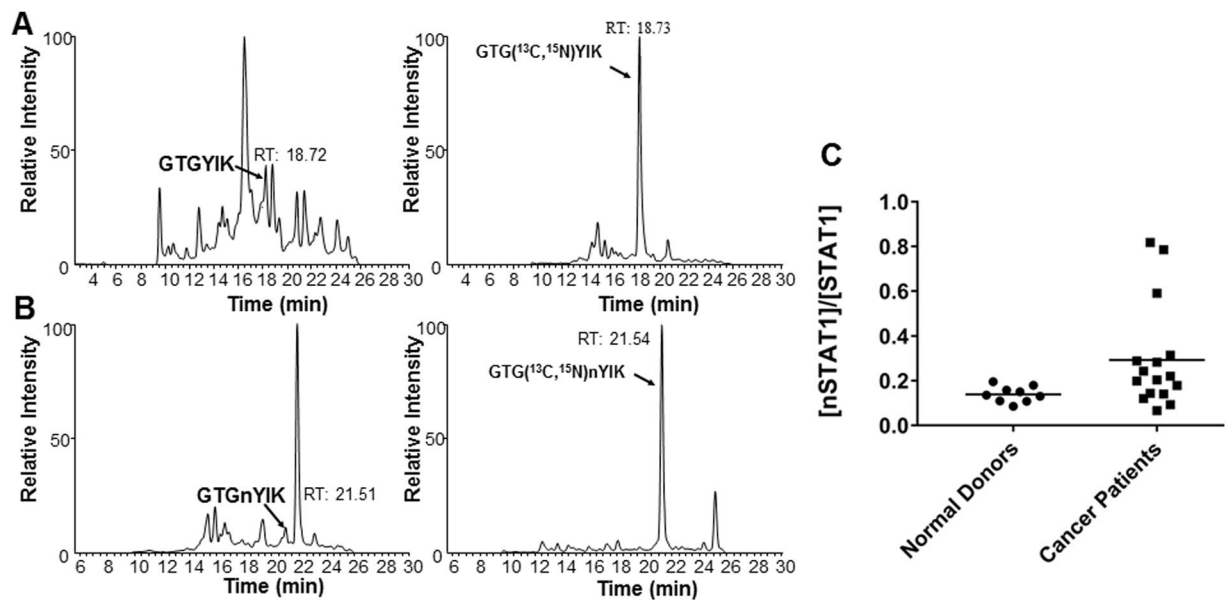 A
Relative Intensity
100
50
0
GTGYIK
RT: 18.72
4 6 8 10 12 14 16 18 20 22 24 26 28 30
Time (min)
Relative Intensity
100
50
0
RT: 18.73
GTG(¹³C,¹⁵N)YIK
4 6 8 10 12 14 16 18 20 22 24 26 28 30
Time (min)
B
Relative Intensity
100
50
0
GTGnYIK
RT: 21.51
6 8 10 12 14 16 18 20 22 24 26 28 30
Time (min)
Relative Intensity
100
50
0
RT: 21.54
GTG(¹³C,¹⁵N)nYIK
6 8 10 12 14 16 18 20 22 24 26 28 30
Time (min)
C
[nSTAT1]/[STAT1]
1.0
0.8
0.6
0.4
0.2
0.0
Normal Donors
Cancer Patients